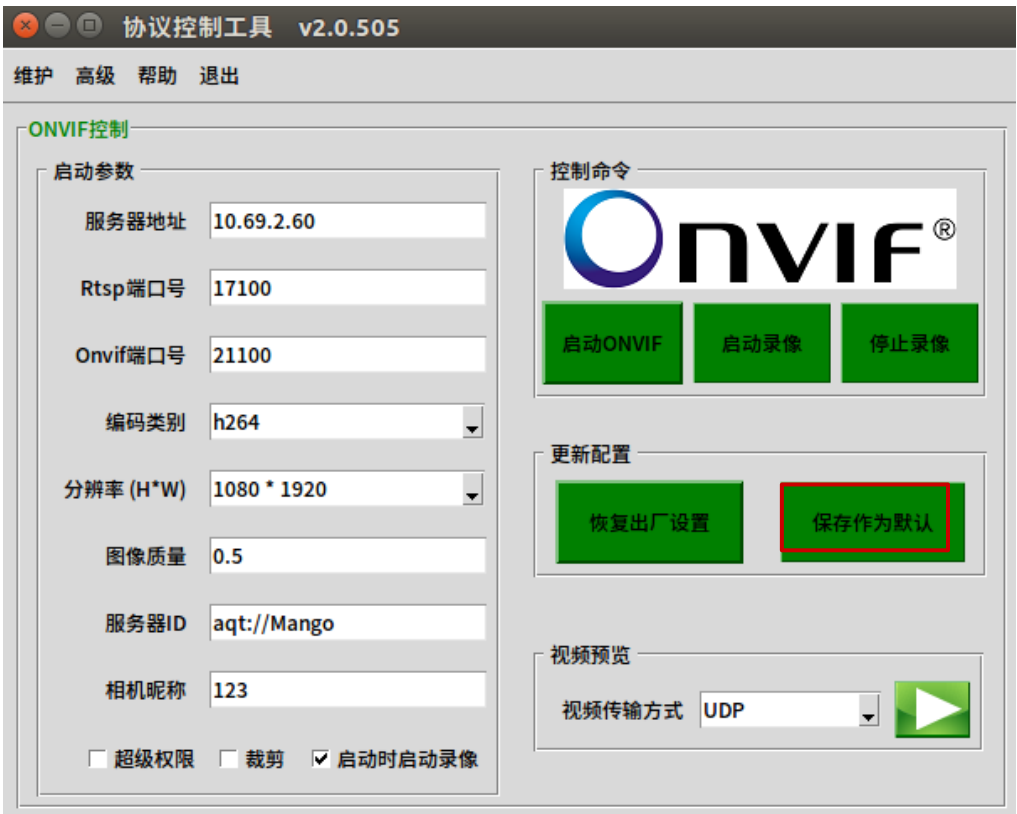 协议控制工具 v2.0.505
维护 高级 帮助 退出
ONVIF控制
启动参数
服务器地址 10.69.2.60
Rtsp端口号 17100
Onvif端口号 21100
编码类别 h264
分辨率 (H*W) 1080 * 1920
图像质量 0.5
服务器ID aqt://Mango
相机昵称 123
超级权限 裁剪 启动时启动录像
控制命令
ONVIF®
启动ONVIF 启动录像 停止录像
更新配置
恢复出厂设置 保存作为默认
视频预览
视频传输方式 UDP